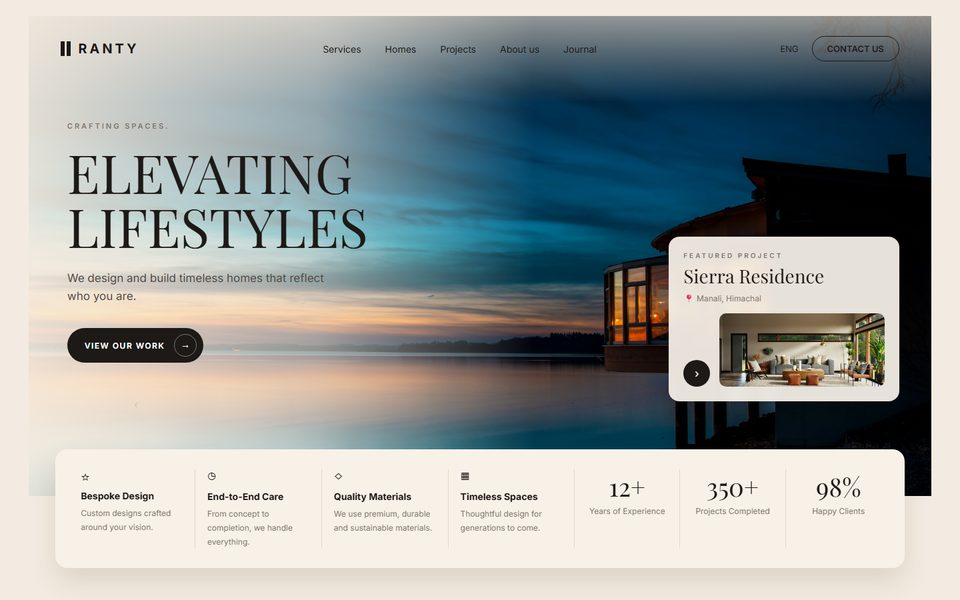 RANTY
Services Homes Projects About us Journal
ENG CONTACT US
CRAFTING SPACES.
ELEVATING
LIFESTYLES
We design and build timeless homes that reflect
who you are.
VIEW OUR WORK →
FEATURED PROJECT
Sierra Residence
Manali, Himachal
Bespoke Design
Custom designs crafted
around your vision.
End-to-End Care
From concept to
completion, we handle
everything.
Quality Materials
We use premium, durable
and sustainable materials.
Timeless Spaces
Thoughtful design for
generations to come.
12+
Years of Experience
350+
Projects Completed
98%
Happy Clients